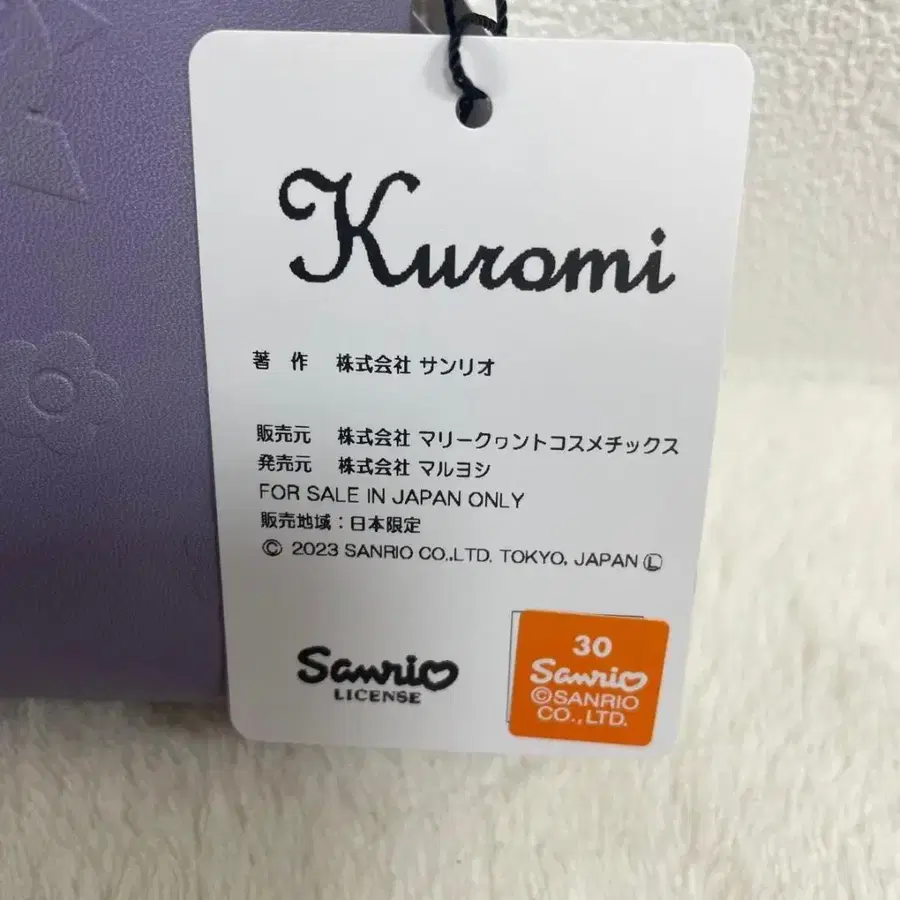 Kuromi
著 作 株式会社 サンリオ
販売元 株式会社 マリークヮントコスメチックス
発売元 株式会社 マルヨシ
FOR SALE IN JAPAN ONLY
販売地域：日本限定
© 2023 SANRIO CO.,LTD. TOKYO, JAPAN Ⓛ
Sanrio
LICENSE
30
Sanrio
©SANRIO
CO.,LTD.